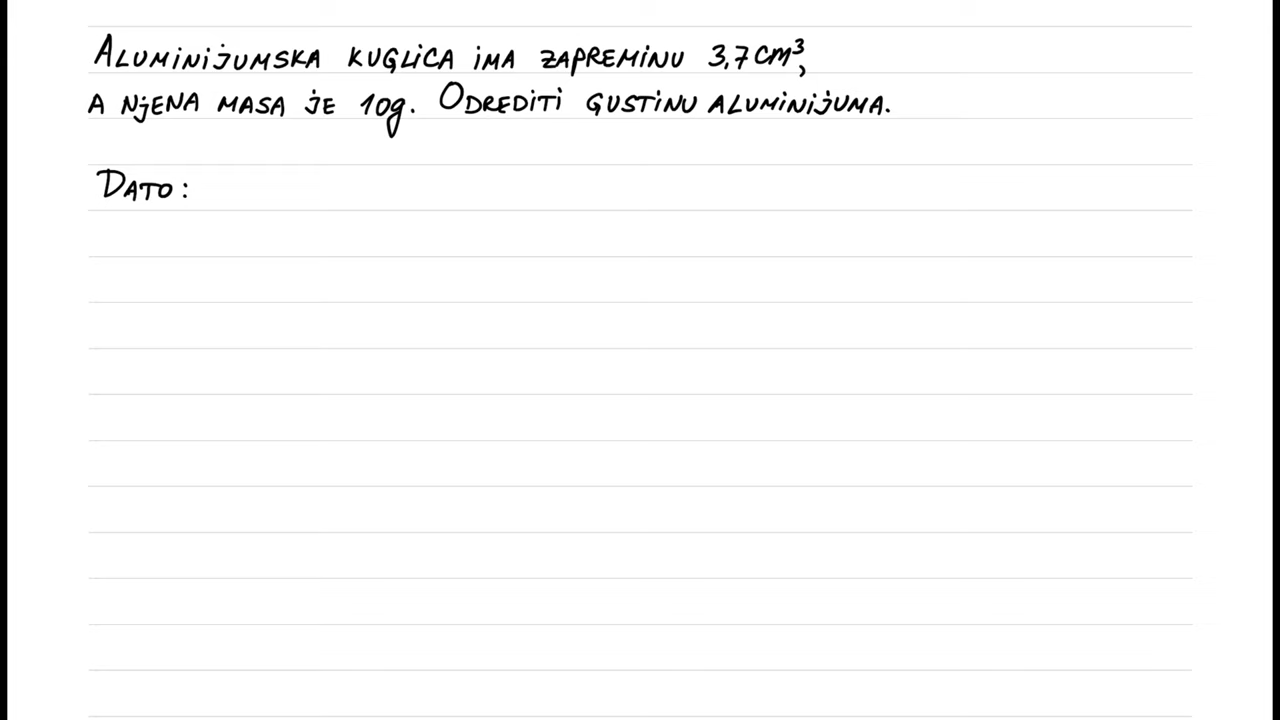 Aluminijumska kuglica ima zapreminu 3,7 cm³,
a njena masa je 10g. Odrediti gustinu aluminijuma.
Dato: